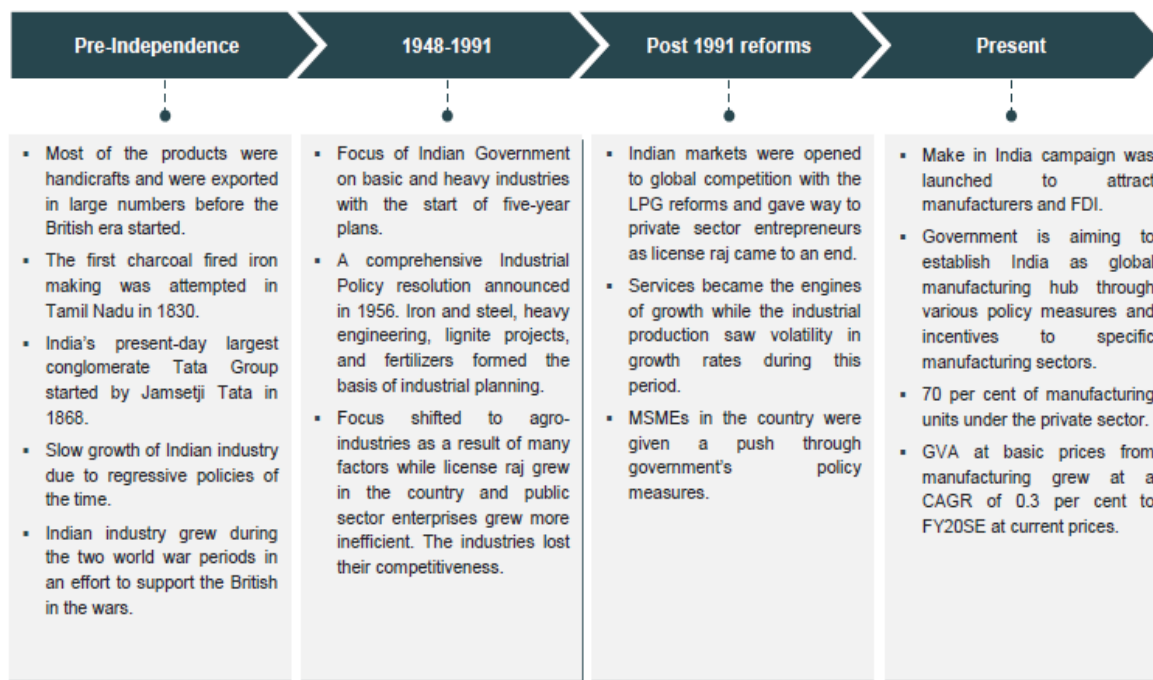 Pre-Independence
1948-1991
Post 1991 reforms
Present
▪ Most of the products were
handicrafts and were exported
in large numbers before the
British era started.
▪ The first charcoal fired iron
making was attempted in
Tamil Nadu in 1830.
▪ India's present-day largest
conglomerate Tata Group
started by Jamsetji Tata in
1868.
▪ Slow growth of Indian industry
due to regressive policies of
the time.
▪ Indian industry grew during
the two world war periods in
an effort to support the British
in the wars.
▪ Focus of Indian Government
on basic and heavy industries
with the start of five-year
plans.
▪ A comprehensive Industrial
Policy resolution announced
in 1956. Iron and steel, heavy
engineering, lignite projects,
and fertilizers formed the
basis of industrial planning.
▪ Focus shifted to agro-
industries as a result of many
factors while license raj grew
in the country and public
sector enterprises grew more
inefficient. The industries lost
their competitiveness.
▪ Indian markets were opened
to global competition with the
LPG reforms and gave way to
private sector entrepreneurs
as license raj came to an end.
▪ Services became the engines
of growth while the industrial
production saw volatility in
growth rates during this
period.
▪ MSMEs in the country were
given a push through
government's policy
measures.
▪ Make in India campaign was
launched to attract
manufacturers and FDI.
▪ Government is aiming to
establish India as global
manufacturing hub through
various policy measures and
incentives to specific
manufacturing sectors.
▪ 70 per cent of manufacturing
units under the private sector.
▪ GVA at basic prices from
manufacturing grew at a
CAGR of 0.3 per cent to
FY20SE at current prices.